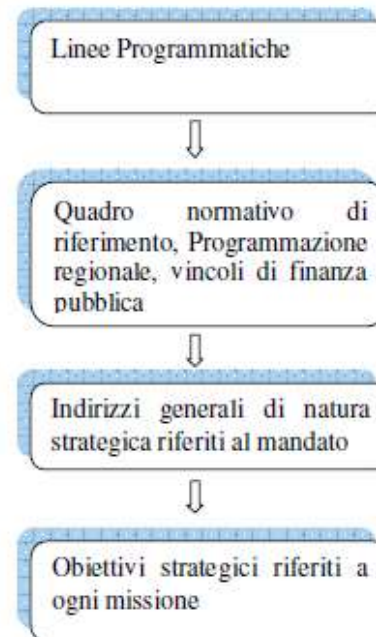 Linee Programmatiche
Quadro normativo di
riferimento, Programmazione
regionale, vincoli di finanza
pubblica
Indirizzi generali di natura
strategica riferiti al mandato
Obiettivi strategici riferiti a
ogni missione